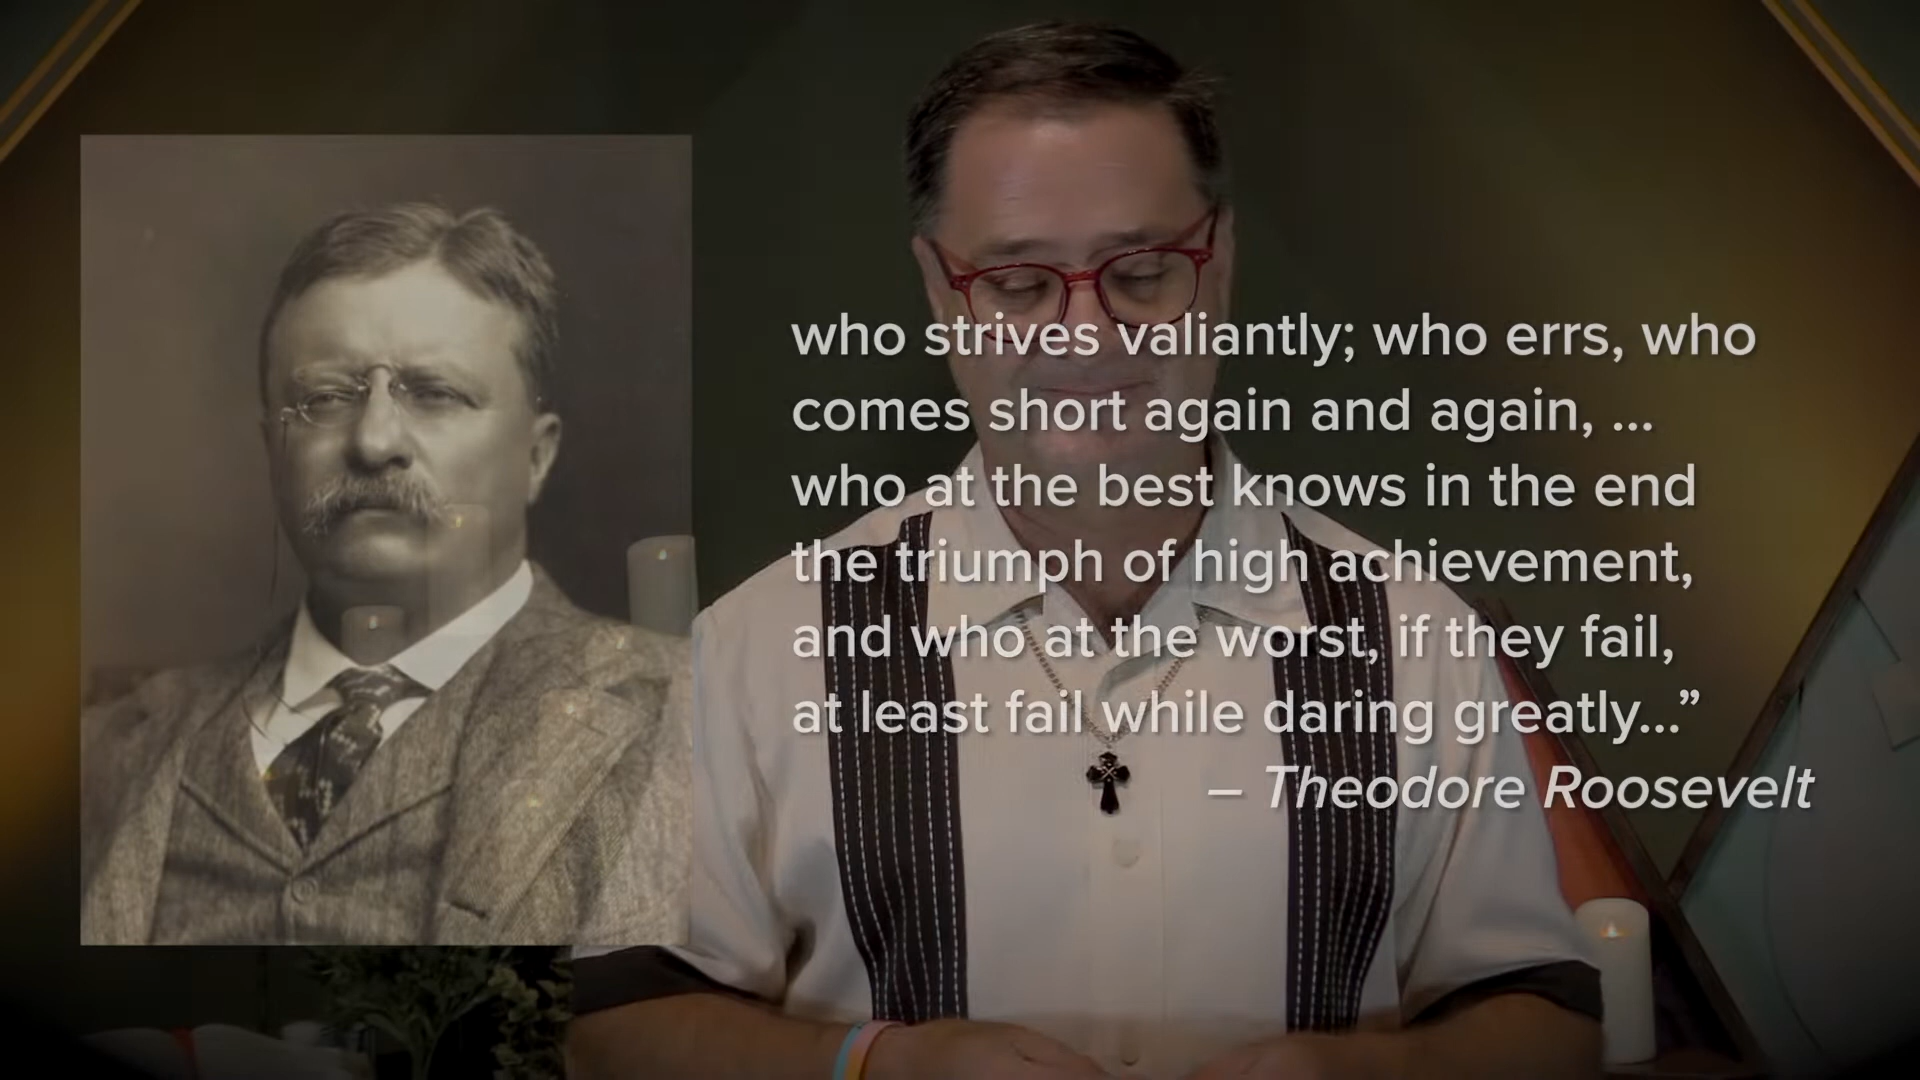 who strives valiantly; who errs, who
comes short again and again, ...
who at the best knows in the end
the triumph of high achievement,
and who at the worst, if they fail,
at least fail while daring greatly...”
– Theodore Roosevelt